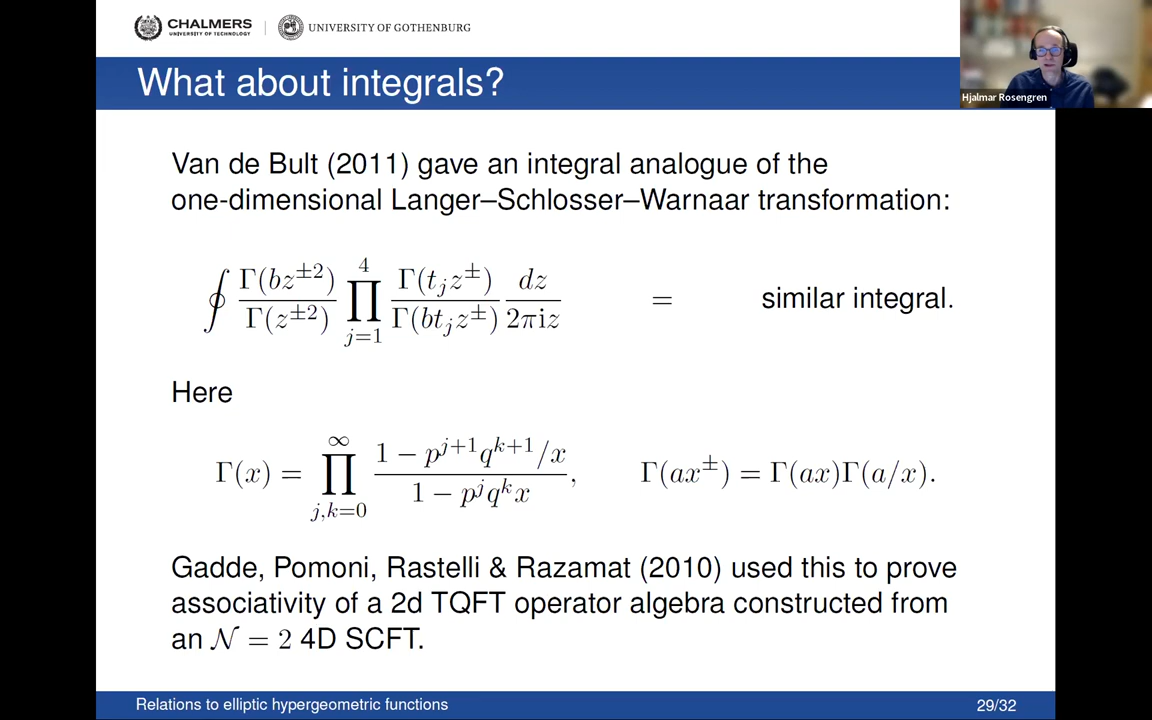 CHALMERS
UNIVERSITY OF TECHNOLOGY
UNIVERSITY OF GOTHENBURG
What about integrals?
Hjalmar Rosengren
Van de Bult (2011) gave an integral analogue of the
one-dimensional Langer–Schlosser–Warnaar transformation:
∮ Γ(bz^{±2})/Γ(z^{±2}) ∏_{j=1}^{4} Γ(t_j z^±)/Γ(bt_j z^±) dz/2πiz = similar integral.
Here
Γ(x) = ∏_{j,k=0}^{∞} (1 − p^{j+1}q^{k+1}/x)/(1 − p^j q^k x), Γ(ax^±) = Γ(ax)Γ(a/x).
Gadde, Pomoni, Rastelli & Razamat (2010) used this to prove
associativity of a 2d TQFT operator algebra constructed from
an 𝒩 = 2 4D SCFT.
Relations to elliptic hypergeometric functions
29/32